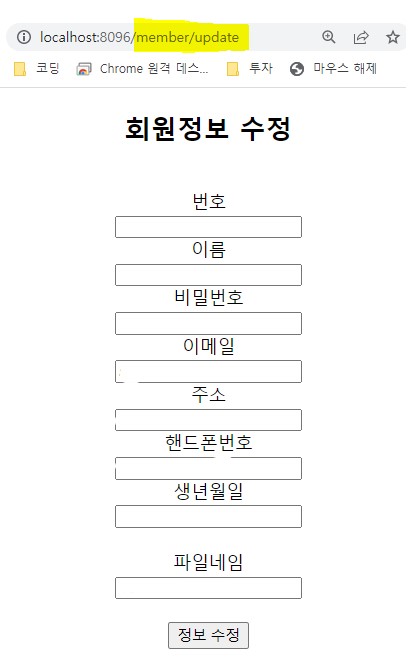 localhost:8096/member/update
코딩 Chrome 원격 데스... 투자 마우스 해제
회원정보 수정
번호
이름
비밀번호
이메일
주소
핸드폰번호
생년월일
파일네임
정보 수정